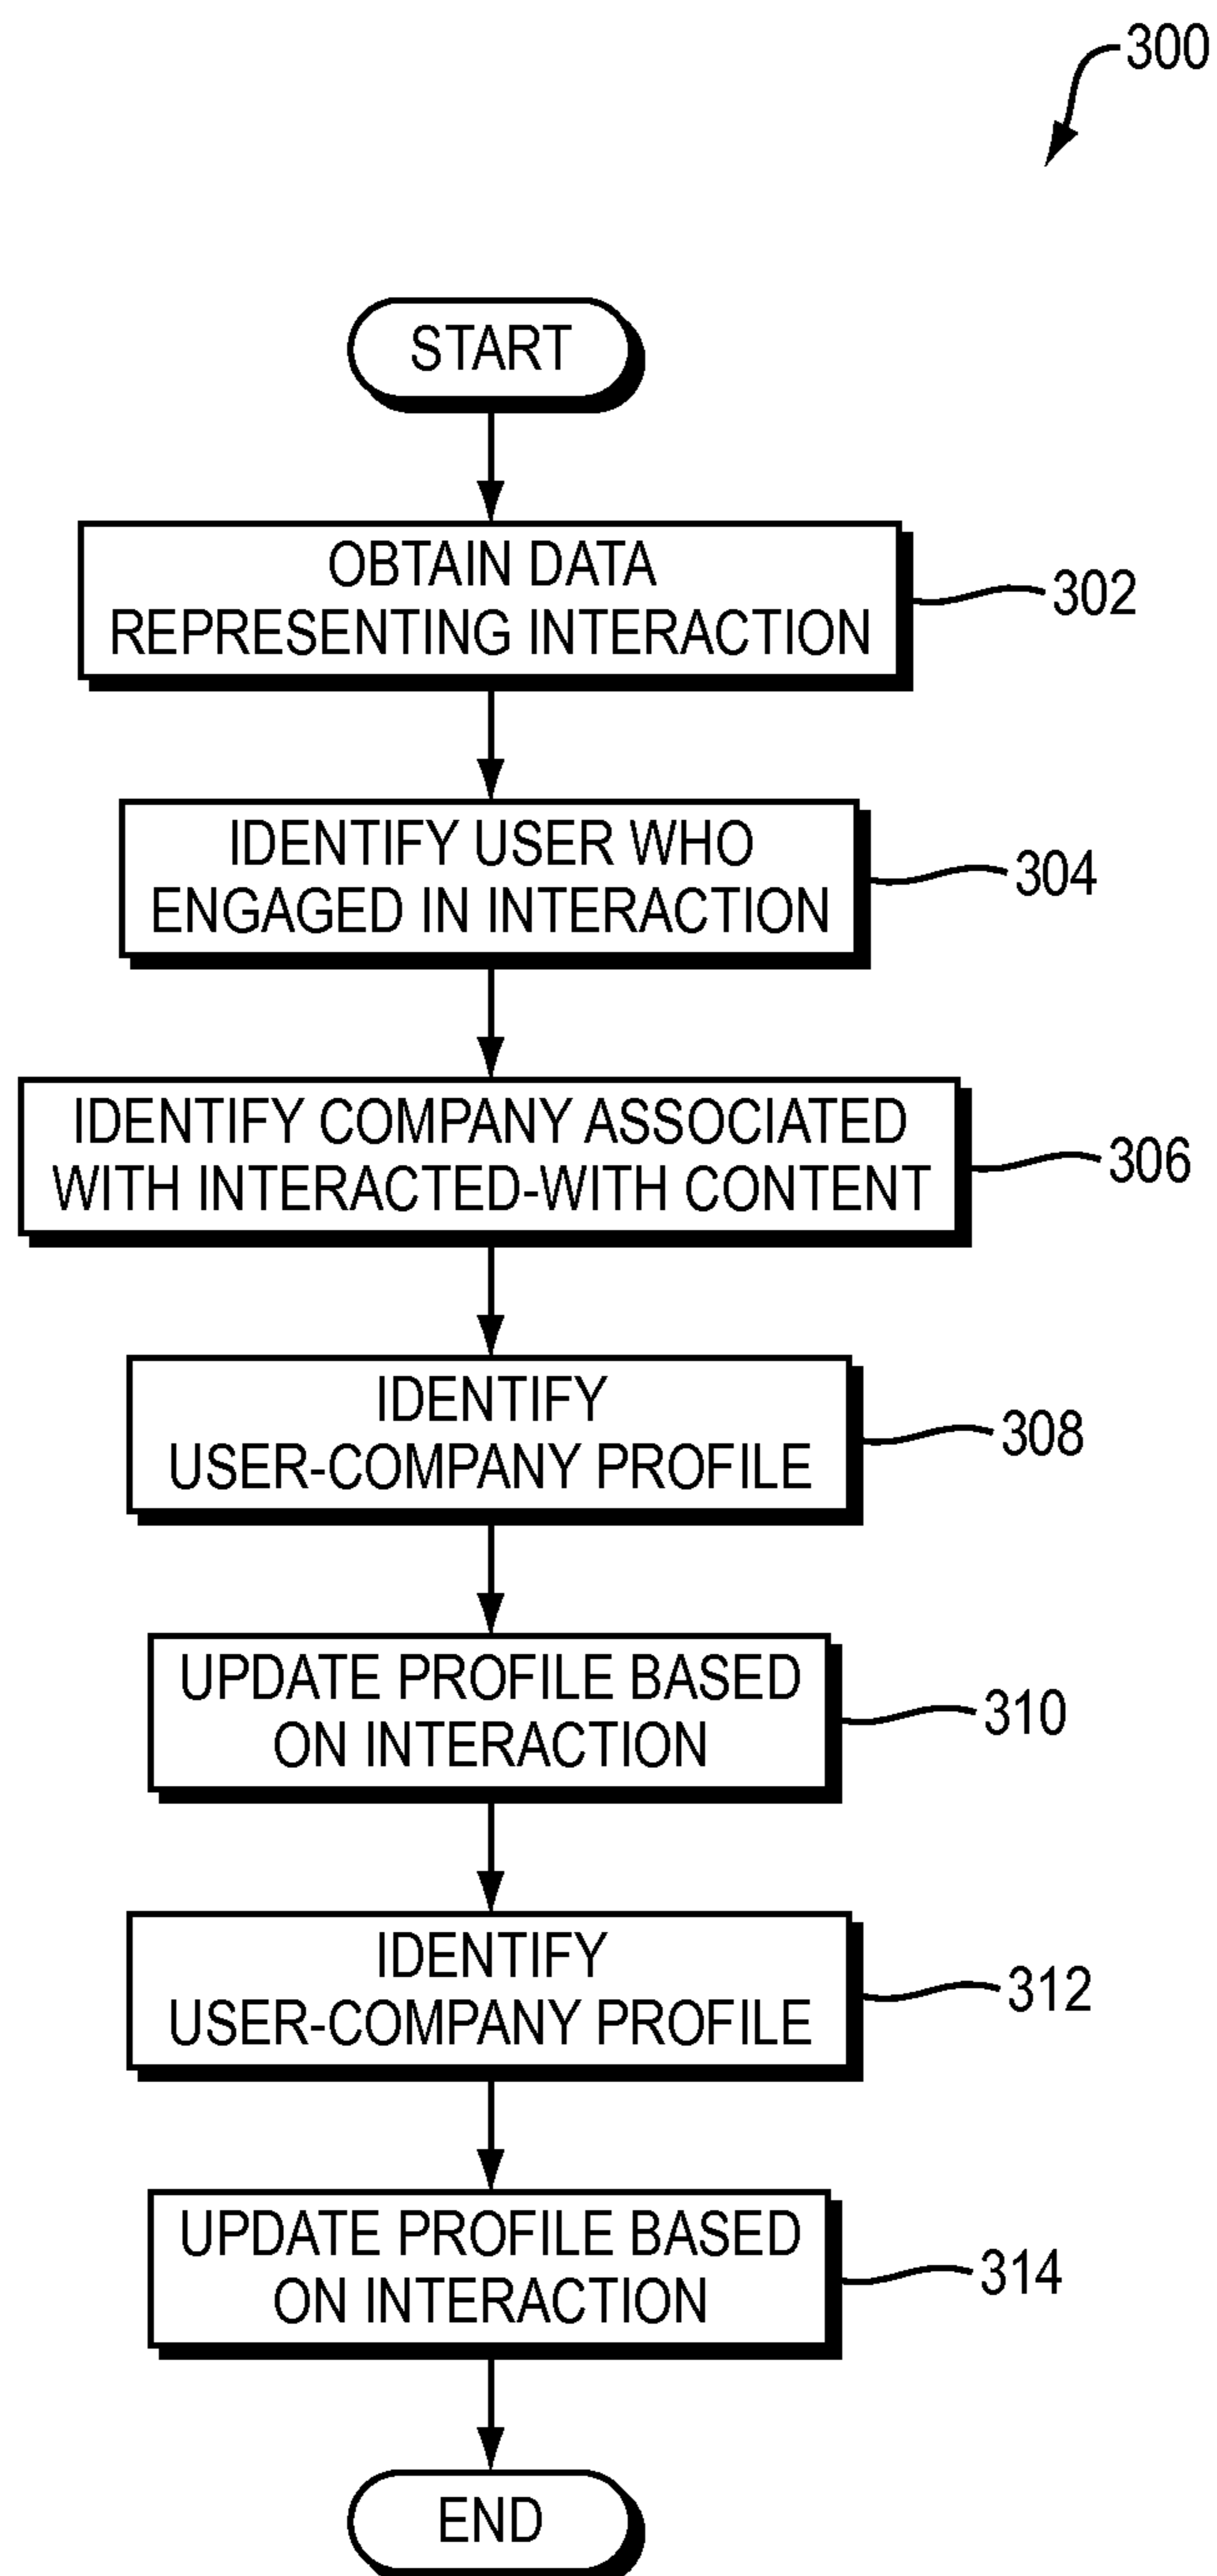 300
START
OBTAIN DATA
REPRESENTING INTERACTION
302
IDENTIFY USER WHO
ENGAGED IN INTERACTION
304
IDENTIFY COMPANY ASSOCIATED
WITH INTERACTED-WITH CONTENT
306
IDENTIFY
USER-COMPANY PROFILE
308
UPDATE PROFILE BASED
ON INTERACTION
310
IDENTIFY
USER-COMPANY PROFILE
312
UPDATE PROFILE BASED
ON INTERACTION
314
END